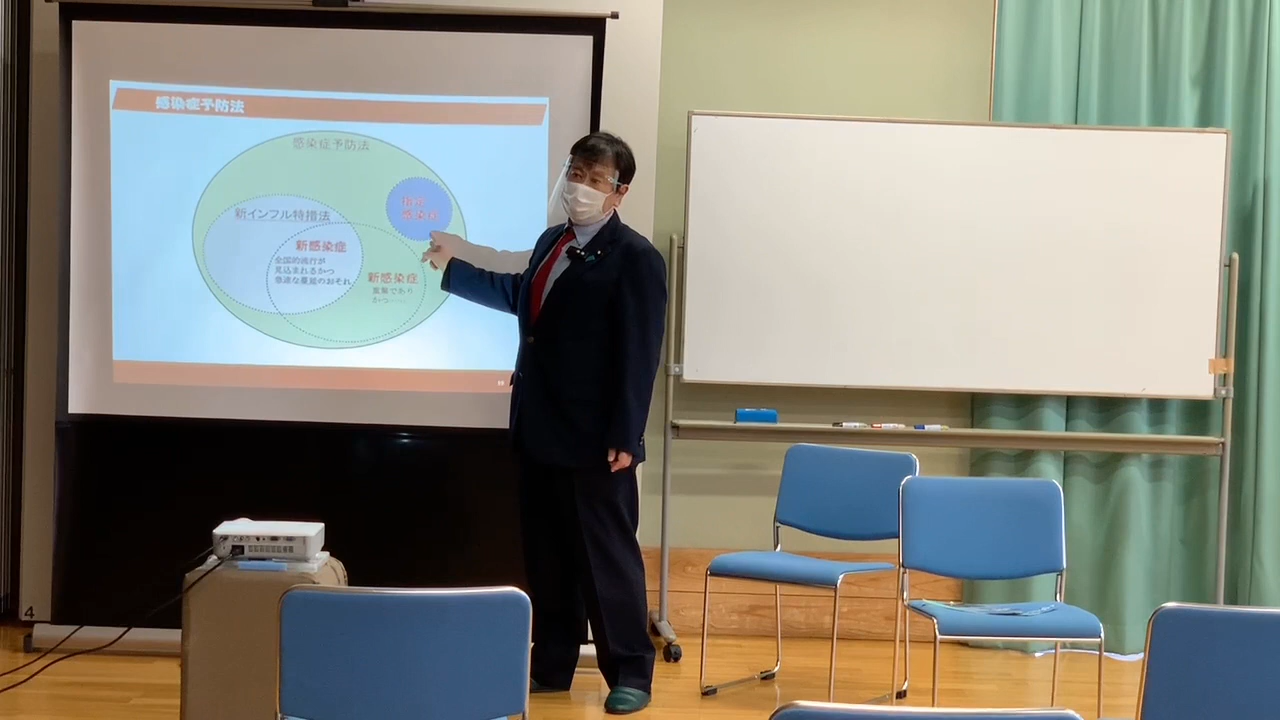 感染症予防法
感染症予防法
指定
感染症
新インフル特措法
新感染症
全国的流行が
見込まれるかつ
急速な蔓延のおそれ
新感染症
重篤であり
かつ……
19
4